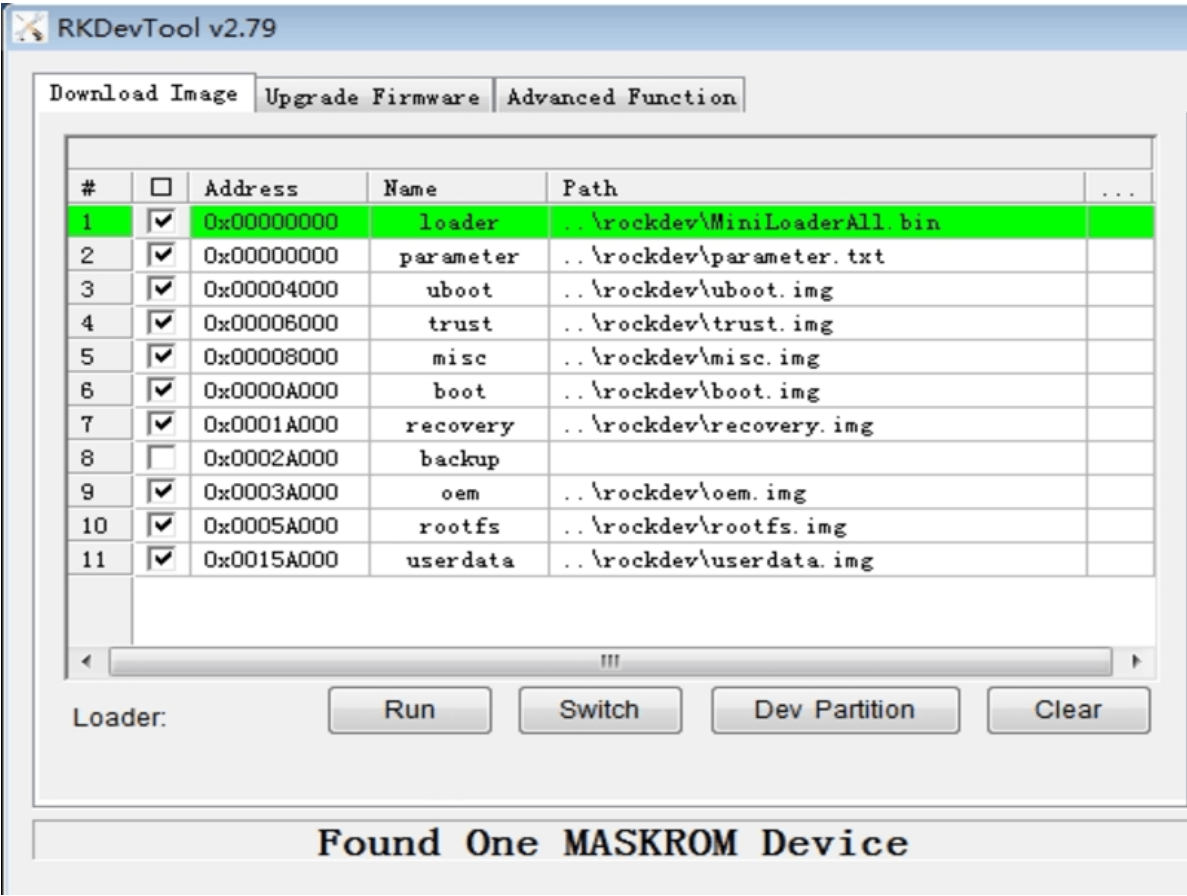 RKDevTool v2.79
Download Image Upgrade Firmware Advanced Function
# Address Name Path ...
1 0x00000000 loader ..\rockdev\MiniLoaderAll.bin
2 0x00000000 parameter ..\rockdev\parameter.txt
3 0x00004000 uboot ..\rockdev\uboot.img
4 0x00006000 trust ..\rockdev\trust.img
5 0x00008000 misc ..\rockdev\misc.img
6 0x0000A000 boot ..\rockdev\boot.img
7 0x0001A000 recovery ..\rockdev\recovery.img
8 0x0002A000 backup
9 0x0003A000 oem ..\rockdev\oem.img
10 0x0005A000 rootfs ..\rockdev\rootfs.img
11 0x0015A000 userdata ..\rockdev\userdata.img
Loader: Run Switch Dev Partition Clear
Found One MASKROM Device